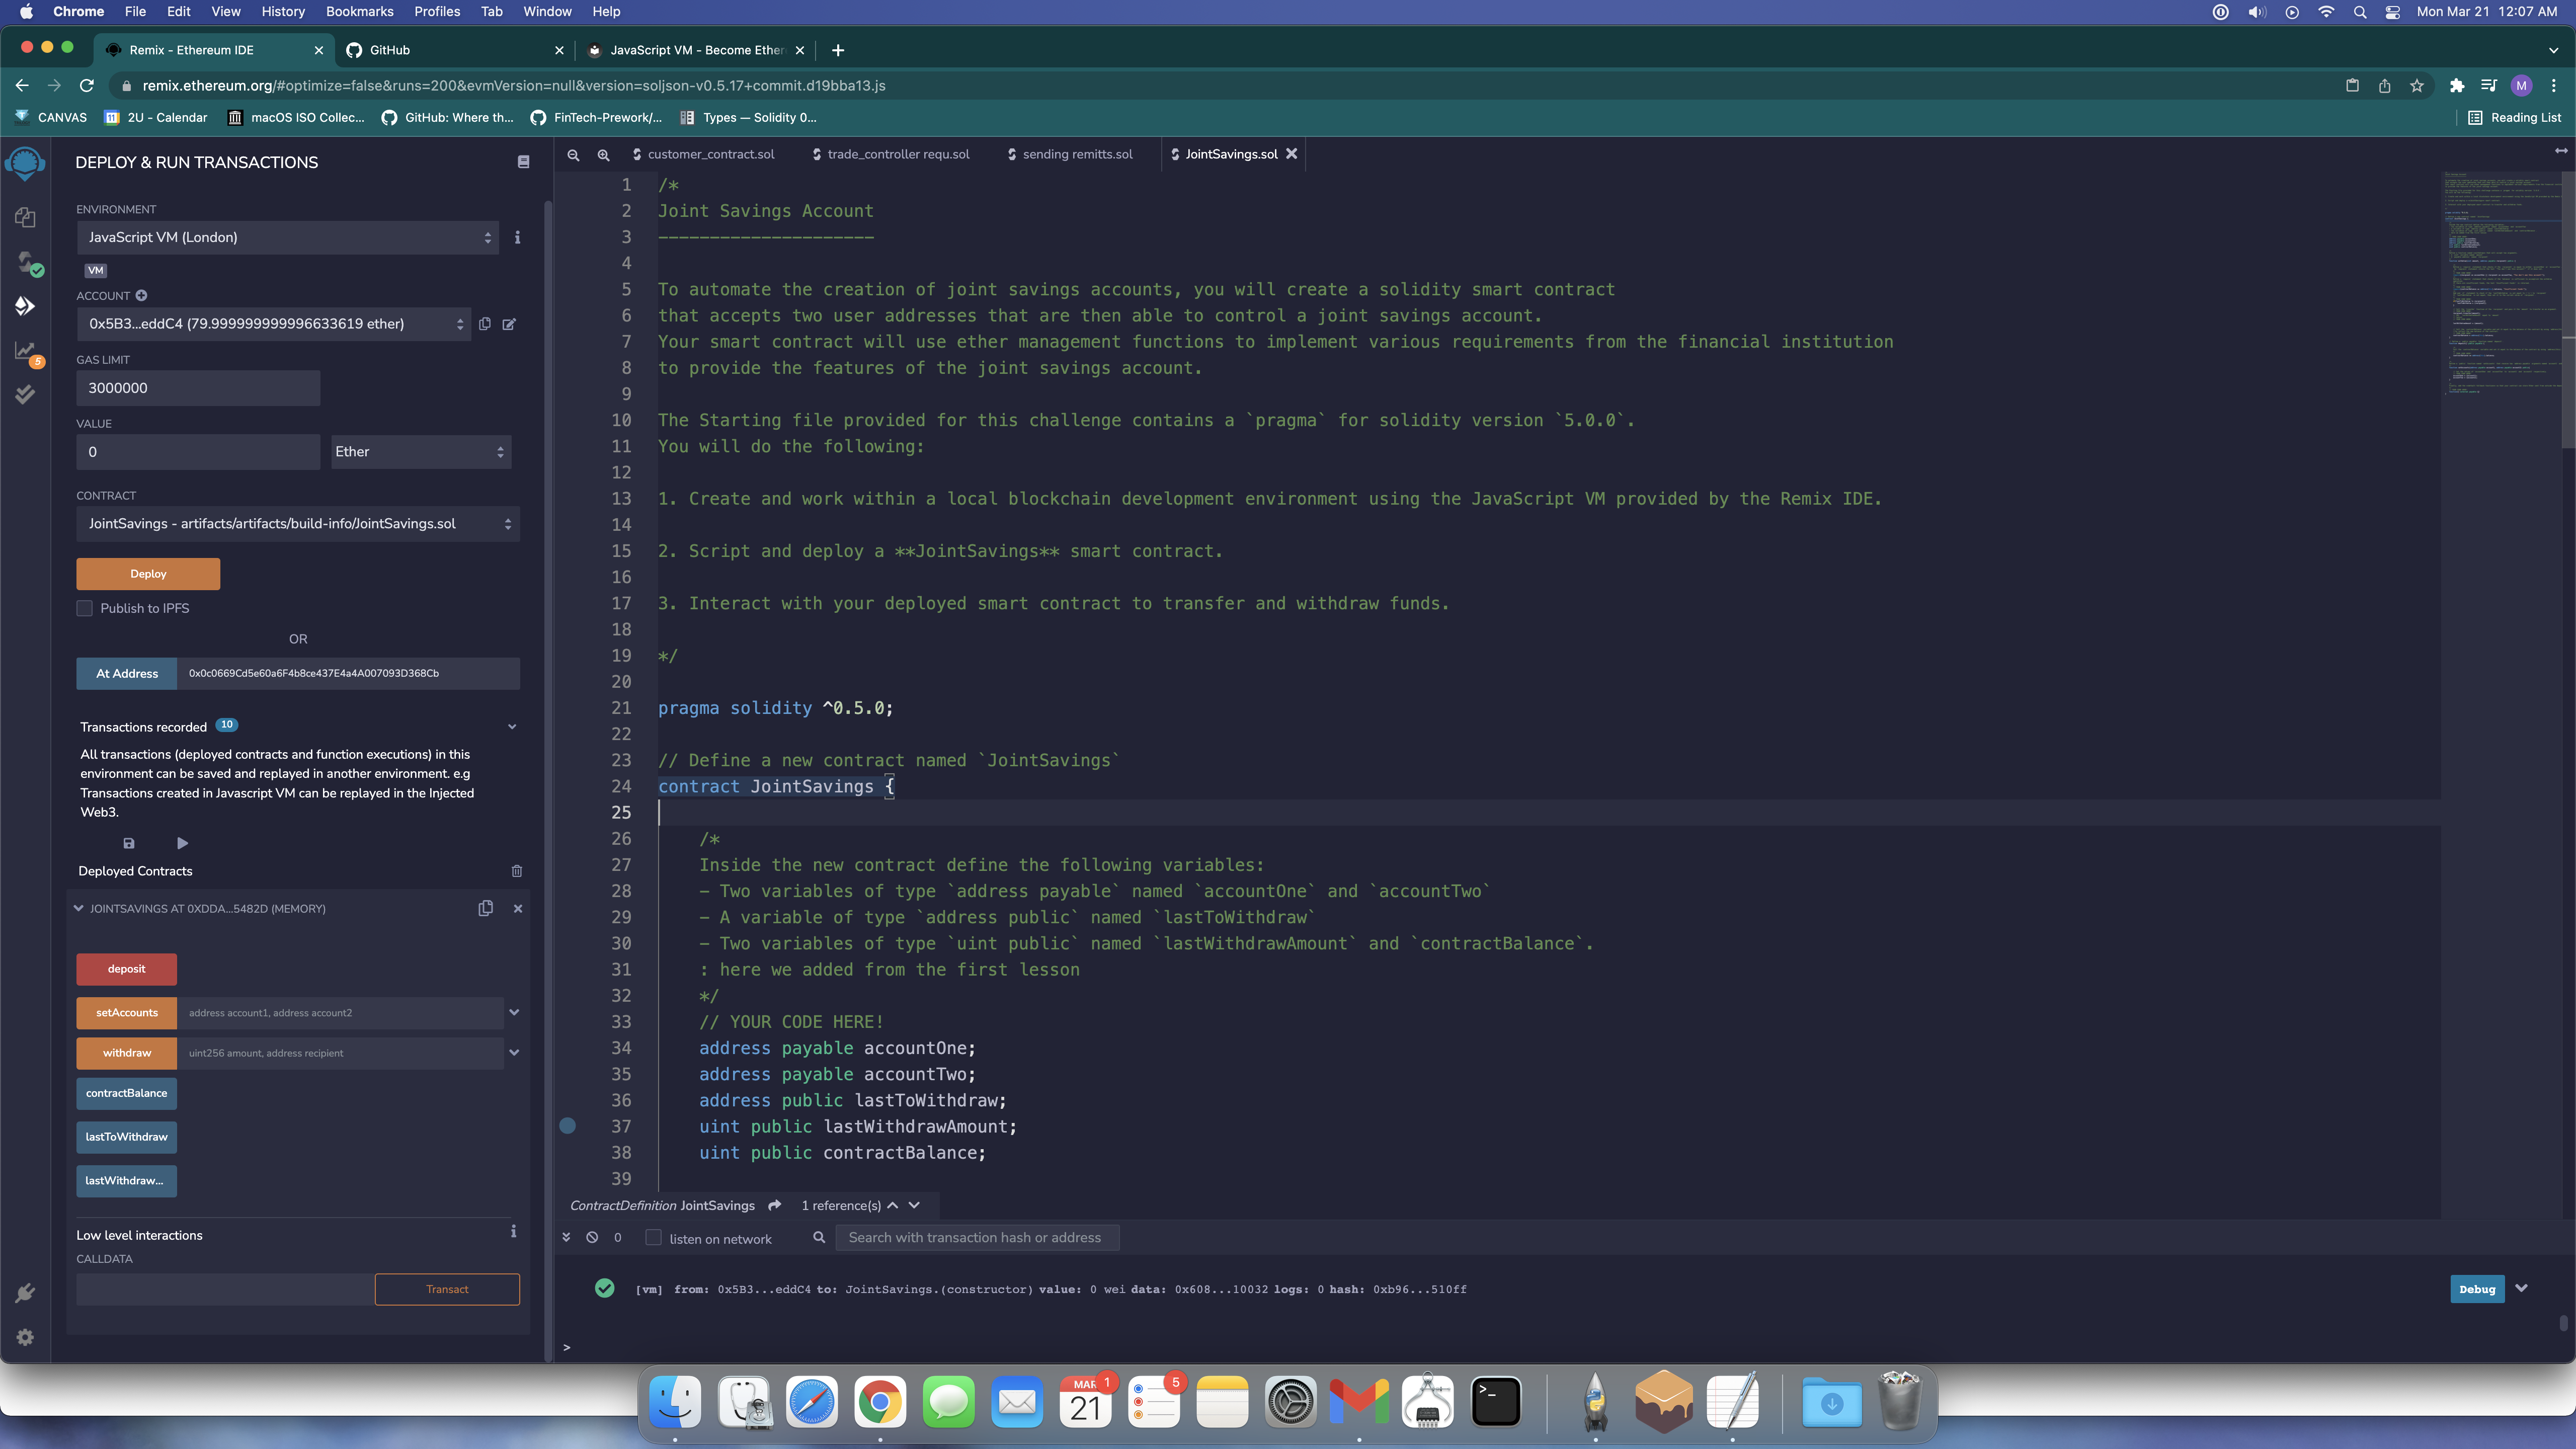 Chrome File Edit View History Bookmarks Profiles Tab Window Help
Mon Mar 21 12:07 AM
Remix - Ethereum IDE
GitHub
JavaScript VM - Become Ether
remix.ethereum.org/#optimize=false&runs=200&evmVersion=null&version=soljson-v0.5.17+commit.d19bba13.js
M
CANVAS
2U - Calendar
macOS ISO Collec...
GitHub: Where th...
FinTech-Prework/...
Types — Solidity 0...
Reading List
DEPLOY & RUN TRANSACTIONS
ENVIRONMENT
JavaScript VM (London)
VM
ACCOUNT
0x5B3...eddC4 (79.999999999996633619 ether)
GAS LIMIT
3000000
VALUE
0
Ether
CONTRACT
JointSavings - artifacts/artifacts/build-info/JointSavings.sol
Deploy
Publish to IPFS
OR
At Address
0x0c0669Cd5e60a6F4b8ce437E4a4A007093D368Cb
Transactions recorded 10
All transactions (deployed contracts and function executions) in this
environment can be saved and replayed in another environment. e.g
Transactions created in Javascript VM can be replayed in the Injected
Web3.
Deployed Contracts
JOINTSAVINGS AT 0XDDA...5482D (MEMORY)
deposit
setAccounts
address account1, address account2
withdraw
uint256 amount, address recipient
contractBalance
lastToWithdraw
lastWithdraw...
Low level interactions
CALLDATA
Transact
5
customer_contract.sol
trade_controller requ.sol
sending remitts.sol
JointSavings.sol
1 /*
2 Joint Savings Account
3 ---------------------
4
5 To automate the creation of joint savings accounts, you will create a solidity smart contract
6 that accepts two user addresses that are then able to control a joint savings account.
7 Your smart contract will use ether management functions to implement various requirements from the financial institution
8 to provide the features of the joint savings account.
9
10 The Starting file provided for this challenge contains a `pragma` for solidity version `5.0.0`.
11 You will do the following:
12
13 1. Create and work within a local blockchain development environment using the JavaScript VM provided by the Remix IDE.
14
15 2. Script and deploy a **JointSavings** smart contract.
16
17 3. Interact with your deployed smart contract to transfer and withdraw funds.
18
19 */
20
21 pragma solidity ^0.5.0;
22
23 // Define a new contract named `JointSavings`
24 contract JointSavings {
25
26 /*
27 Inside the new contract define the following variables:
28 - Two variables of type `address payable` named `accountOne` and `accountTwo`
29 - A variable of type `address public` named `lastToWithdraw`
30 - Two variables of type `uint public` named `lastWithdrawAmount` and `contractBalance`.
31 : here we added from the first lesson
32 */
33 // YOUR CODE HERE!
34 address payable accountOne;
35 address payable accountTwo;
36 address public lastToWithdraw;
37 uint public lastWithdrawAmount;
38 uint public contractBalance;
39
ContractDefinition JointSavings 1 reference(s)
0
listen on network
Search with transaction hash or address
[vm] from: 0x5B3...eddC4 to: JointSavings.(constructor) value: 0 wei data: 0x608...10032 logs: 0 hash: 0xb96...510ff
Debug
>
MAR 21
1
5